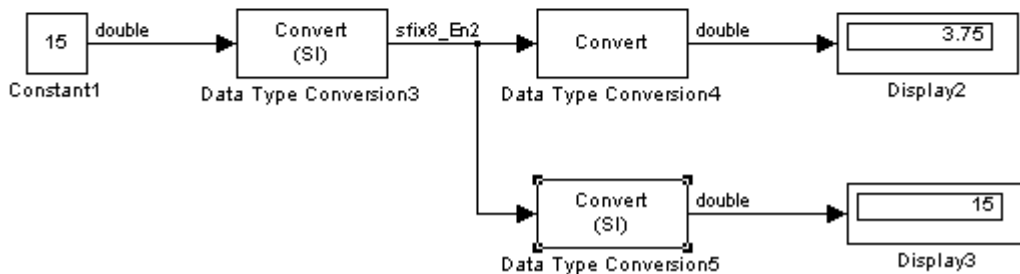 15
double
Convert
(SI)
sfix8_En2
Convert
double
3.75
Constant1
Data Type Conversion3
Data Type Conversion4
Display2
Convert
(SI)
double
15
Data Type Conversion5
Display3